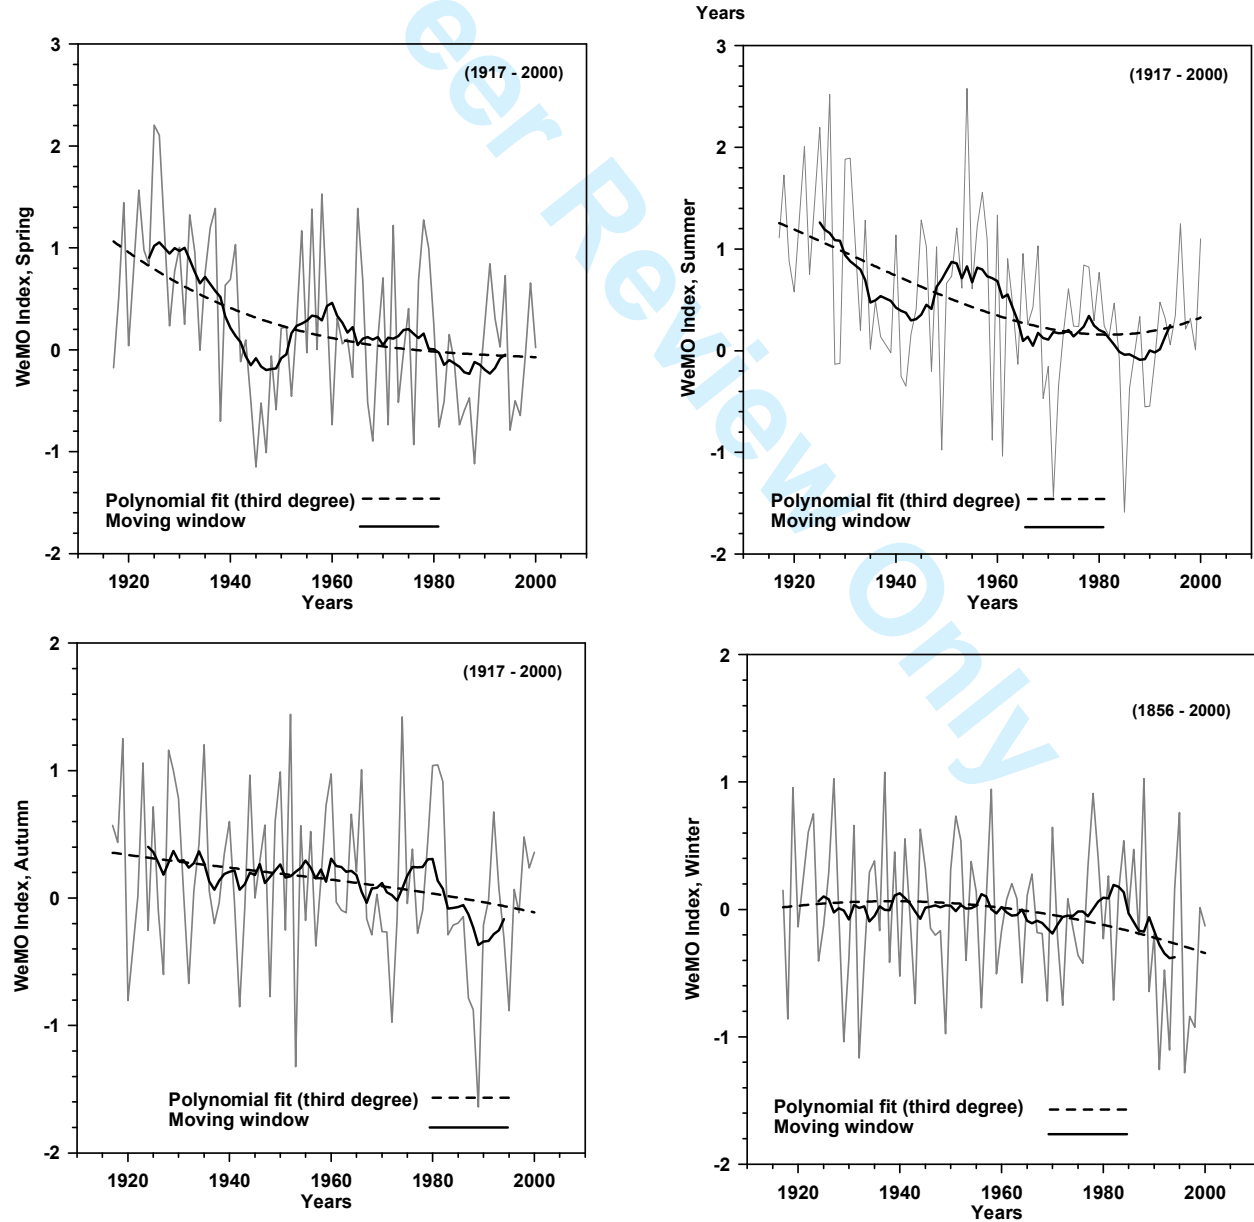 Years
3
2
1
0
-1
-2
WeMO Index, Spring
(1917 - 2000)
Polynomial fit (third degree)
Moving window
1920 1940 1960 1980 2000
Years
3
2
1
0
-1
-2
WeMO Index, Summer
(1917 - 2000)
Polynomial fit (third degree)
Moving window
1920 1940 1960 1980 2000
Years
2
1
0
-1
-2
WeMO Index, Autumn
(1917 - 2000)
Polynomial fit (third degree)
Moving window
1920 1940 1960 1980 2000
Years
2
1
0
-1
-2
WeMO Index, Winter
(1856 - 2000)
Polynomial fit (third degree)
Moving window
1920 1940 1960 1980 2000
Years
eer Review Only